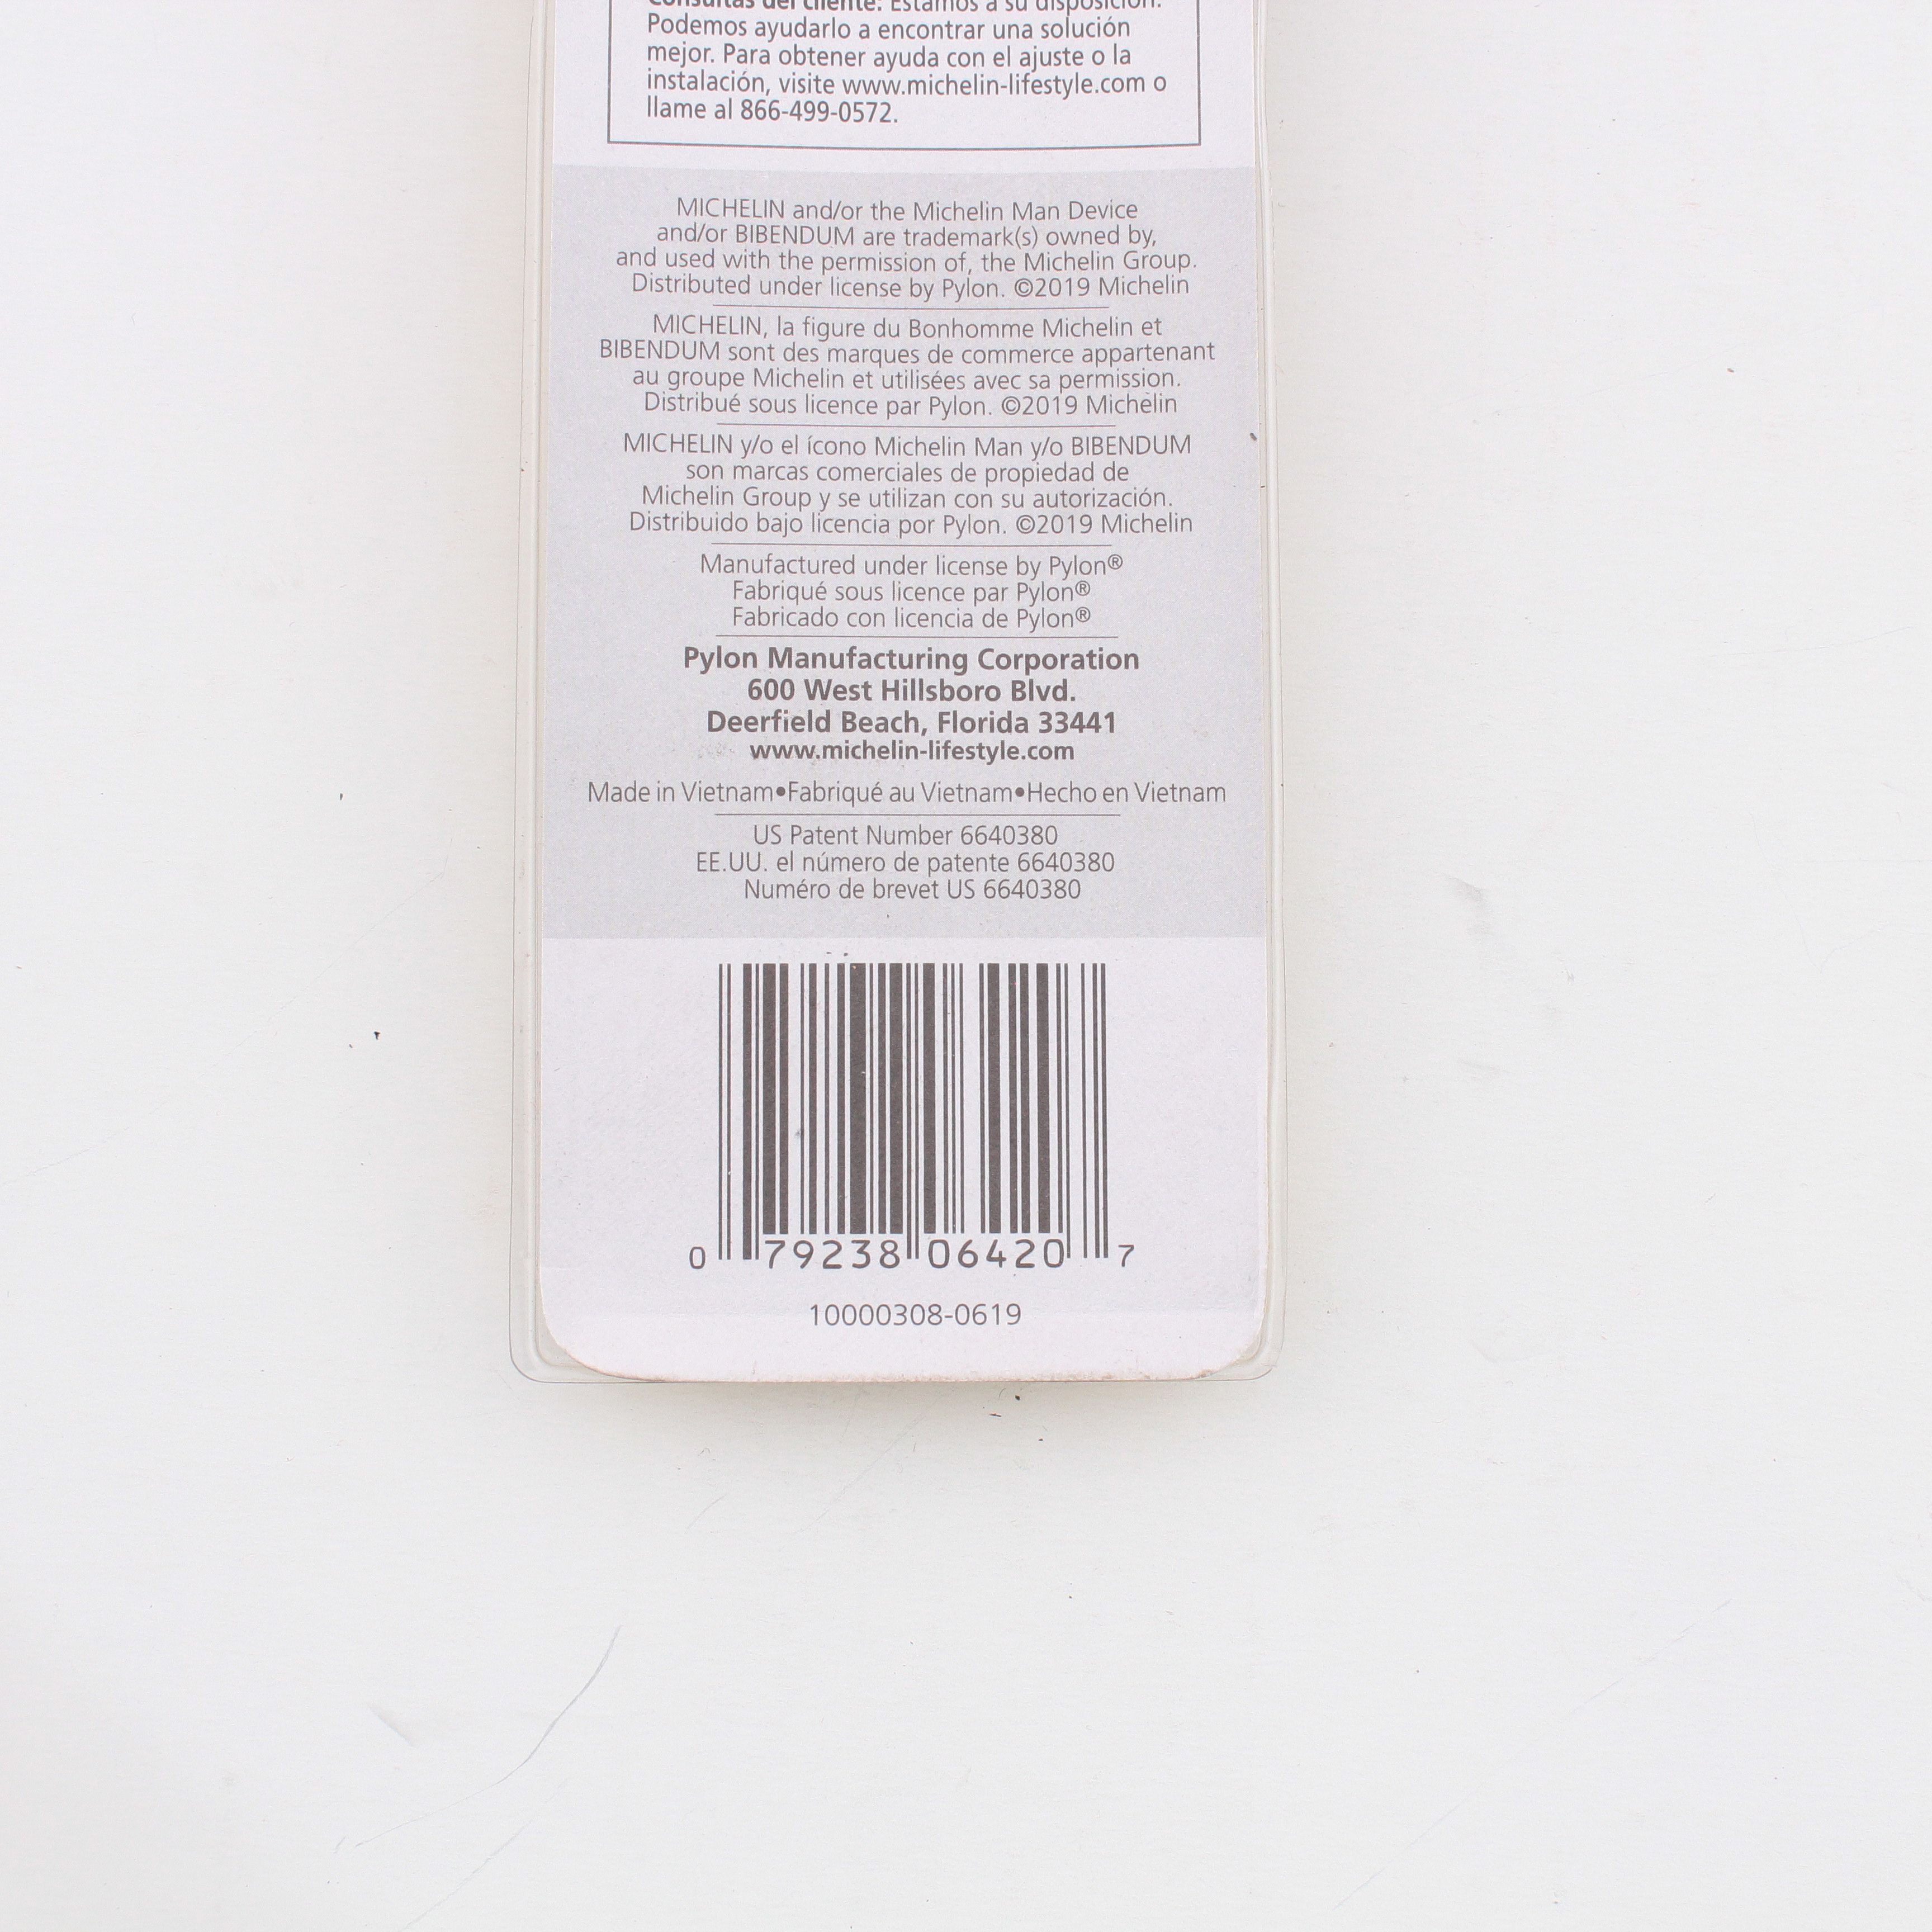 Consultas del cliente: Estamos a su disposición.
Podemos ayudarlo a encontrar una solución
mejor. Para obtener ayuda con el ajuste o la
instalación, visite www.michelin-lifestyle.com o
llame al 866-499-0572.
MICHELIN and/or the Michelin Man Device
and/or BIBENDUM are trademark(s) owned by,
and used with the permission of, the Michelin Group.
Distributed under license by Pylon. ©2019 Michelin
MICHELIN, la figure du Bonhomme Michelin et
BIBENDUM sont des marques de commerce appartenant
au groupe Michelin et utilisées avec sa permission.
Distribué sous licence par Pylon. ©2019 Michelin
MICHELIN y/o el ícono Michelin Man y/o BIBENDUM
son marcas comerciales de propiedad de
Michelin Group y se utilizan con su autorización.
Distribuido bajo licencia por Pylon. ©2019 Michelin
Manufactured under license by Pylon®
Fabriqué sous licence par Pylon®
Fabricado con licencia de Pylon®
Pylon Manufacturing Corporation
600 West Hillsboro Blvd.
Deerfield Beach, Florida 33441
www.michelin-lifestyle.com
Made in Vietnam•Fabriqué au Vietnam•Hecho en Vietnam
US Patent Number 6640380
EE.UU. el número de patente 6640380
Numéro de brevet US 6640380
0 79238 06420 7
10000308-0619